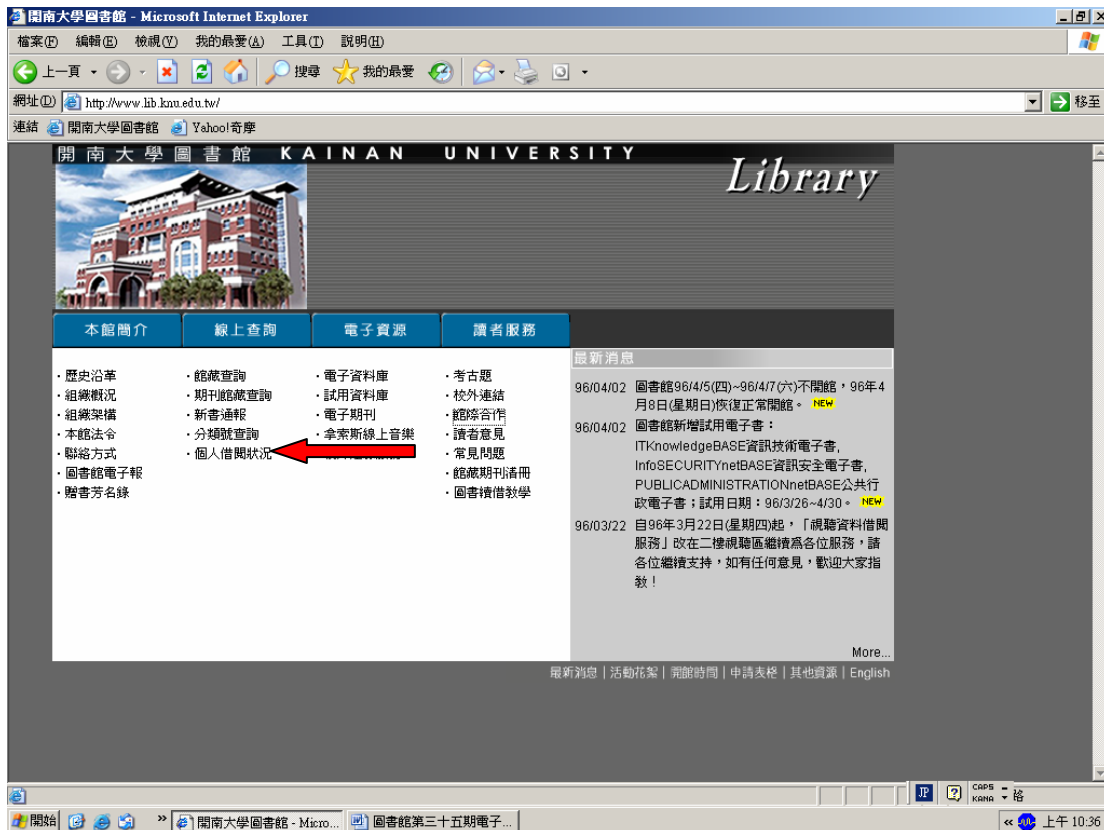 開南大學圖書館 - Microsoft Internet Explorer
檔案(F) 編輯(E) 檢視(V) 我的最愛(A) 工具(T) 說明(H)
上一頁 搜尋 我的最愛
網址(D) http://www.lib.knu.edu.tw/ 移至
連結 開南大學圖書館 Yahoo!奇摩
開南大學圖書館 KAINAN UNIVERSITY
Library
本館簡介 線上查詢 電子資源 讀者服務
最新消息
‧歷史沿革 ‧館藏查詢 ‧電子資料庫 ‧考古題
‧組織概況 ‧期刊館藏查詢 ‧試用資料庫 ‧校外連結
‧組織架構 ‧新書通報 ‧電子期刊 ‧館際合作
‧本館法令 ‧分類號查詢 ‧拿索斯線上音樂 ‧讀者意見
‧聯絡方式 ‧個人借閱狀況 ‧常見問題
‧圖書館電子報 ‧館藏期刊清冊
‧贈書芳名錄 ‧圖書續借教學
96/04/02 圖書館96/4/5(四)~96/4/7(六)不開館，96年4
月8日(星期日)恢復正常開館。 NEW
96/04/02 圖書館新增試用電子書：
ITKnowledgeBASE資訊技術電子書,
InfoSECURITYnetBASE資訊安全電子書,
PUBLICADMINISTRATIONnetBASE公共行
政電子書；試用日期：96/3/26~4/30。 NEW
96/03/22 自96年3月22日(星期四)起，「視聽資料借閱
服務」改在二樓視聽區繼續為各位服務，請
各位繼續支持，如有任何意見，歡迎大家指
教！
More...
最新消息 | 活動花絮 | 開館時間 | 申請表格 | 其他資源 | English
JP CAPS KANA 格
開始 » 開南大學圖書館 - Micro... 圖書館第三十五期電子... « 上午 10:36